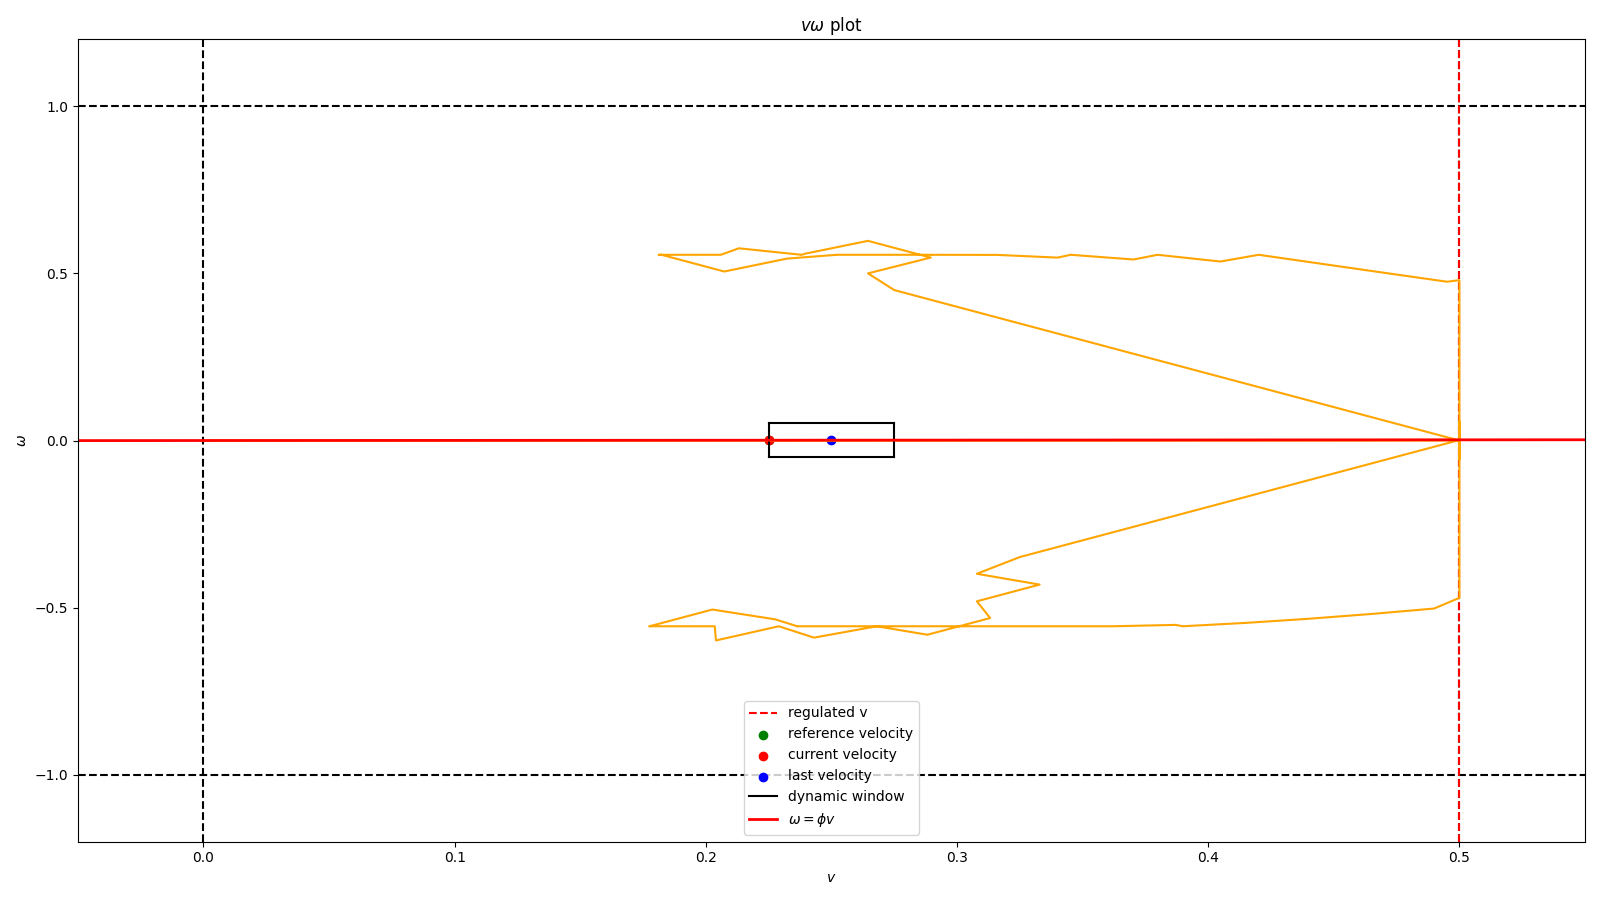 vω plot
1.0
0.5
0.0
−0.5
−1.0
ω
regulated v
reference velocity
current velocity
last velocity
dynamic window
ω = ϕv
0.0 0.1 0.2 0.3 0.4 0.5
v